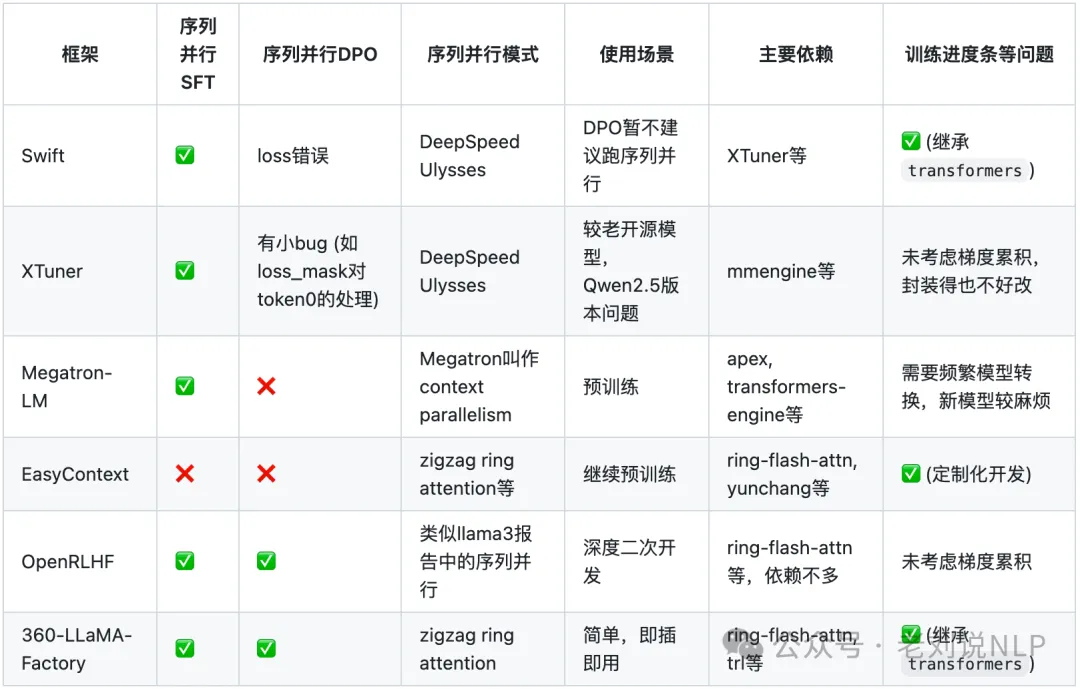 框架
序列
并行
SFT
序列并行DPO
序列并行模式
使用场景
主要依赖
训练进度条等问题
Swift
✅
loss错误
DeepSpeed
Ulysses
DPO暂不建
议跑序列并
行
XTuner等
✅ (继承
transformers )
XTuner
✅
有小bug (如
loss_mask对
token0的处理)
DeepSpeed
Ulysses
较老开源模
型，
Qwen2.5版
本问题
mmengine等
未考虑梯度累积，
封装得也不好改
Megatron-
LM
✅
❌
Megatron叫作
context
parallelism
预训练
apex,
transformers-
engine等
需要频繁模型转
换，新模型较麻烦
EasyContext
❌
❌
zigzag ring
attention等
继续预训练
ring-flash-attn,
yunchang等
✅ (定制化开发)
OpenRLHF
✅
✅
类似llama3报
告中的序列并
行
深度二次开
发
ring-flash-attn
等，依赖不多
未考虑梯度累积
360-LLaMA-
Factory
✅
✅
zigzag ring
attention
简单，即插
即用
ring-flash-attn,
trl等
✅ (继承
transformers )
公众号 · 老刘说NLP